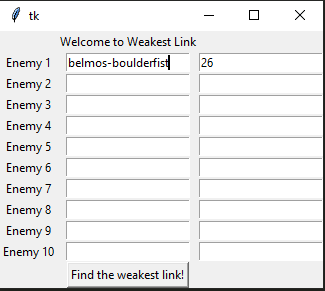 tk
Welcome to Weakest Link
Enemy 1 belmos-boulderfist 26
Enemy 2
Enemy 3
Enemy 4
Enemy 5
Enemy 6
Enemy 7
Enemy 8
Enemy 9
Enemy 10
Find the weakest link!